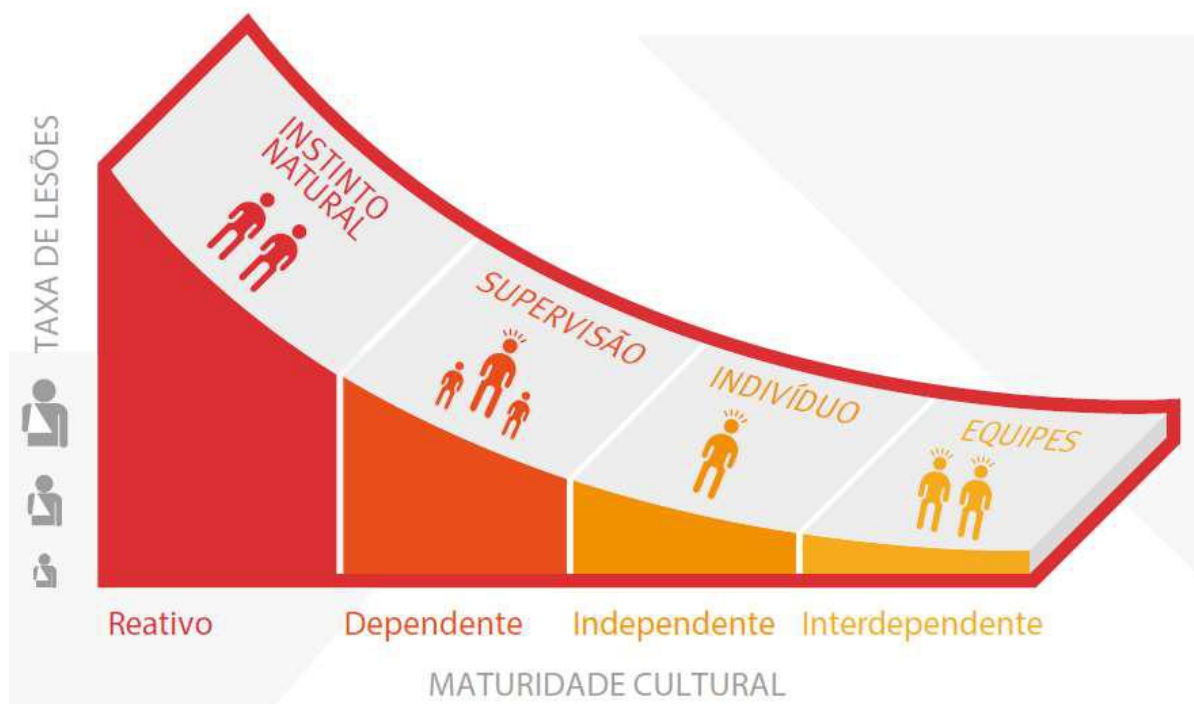 TAXA DE LESÕES
INSTINTO
NATURAL
SUPERVISÃO
INDIVÍDUO
EQUIPES
Reativo
Dependente
Independente
Interdependente
MATURIDADE CULTURAL